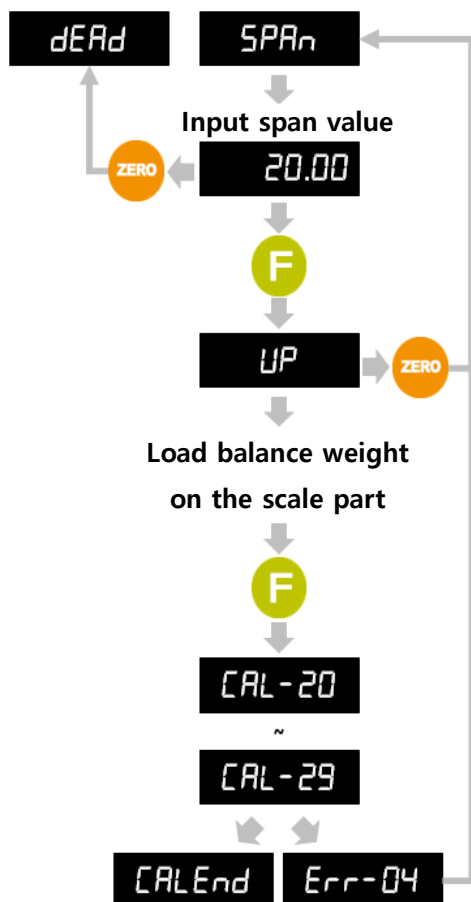 dEAd
SPAn
Input span value
ZERO
20.00
F
UP
ZERO
Load balance weight
on the scale part
F
CAL-20
~
CAL-29
CALEnd
Err-04